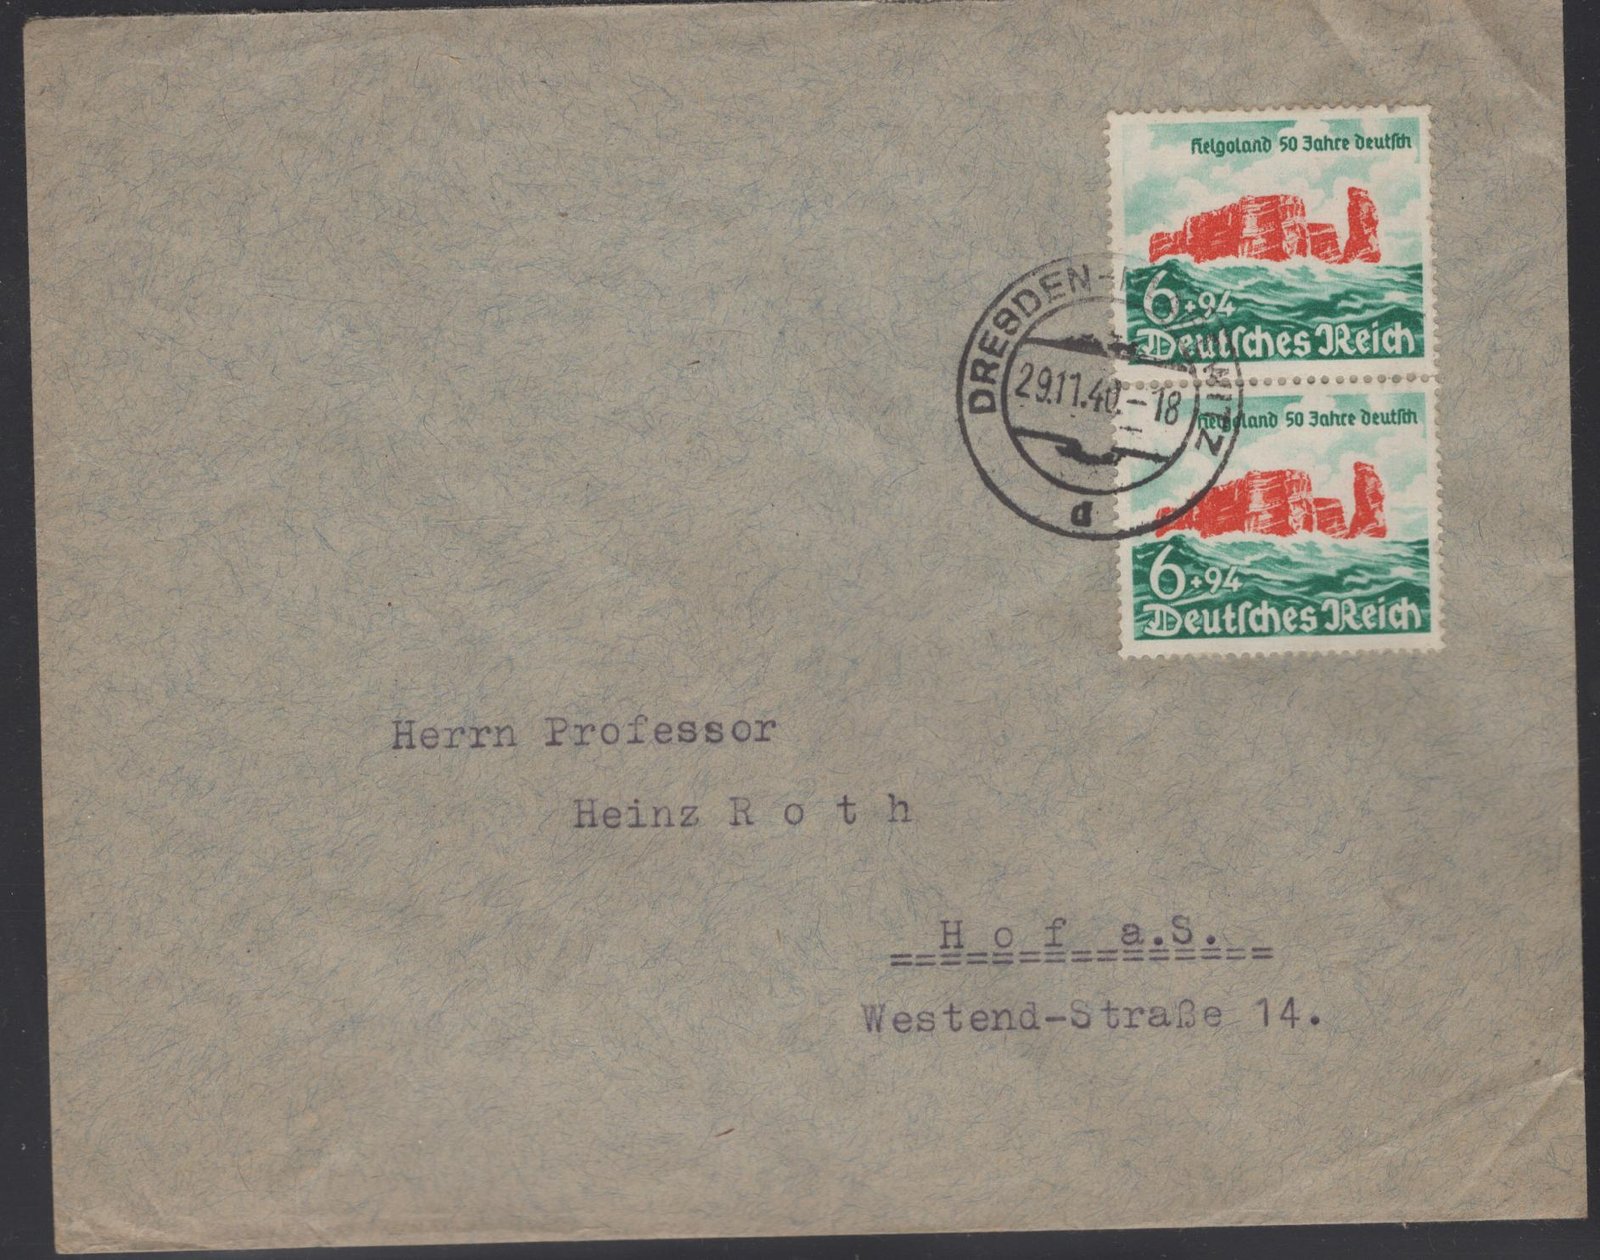 Helgoland 50 Jahre deutsch
6+94
Deutsches Reich
29.11.40.-18
d
Helgoland 50 Jahre deutsch
6+94
Deutsches Reich
Herrn Professor
Heinz R o t h
H o f a.S.
Westend-Straße 14.